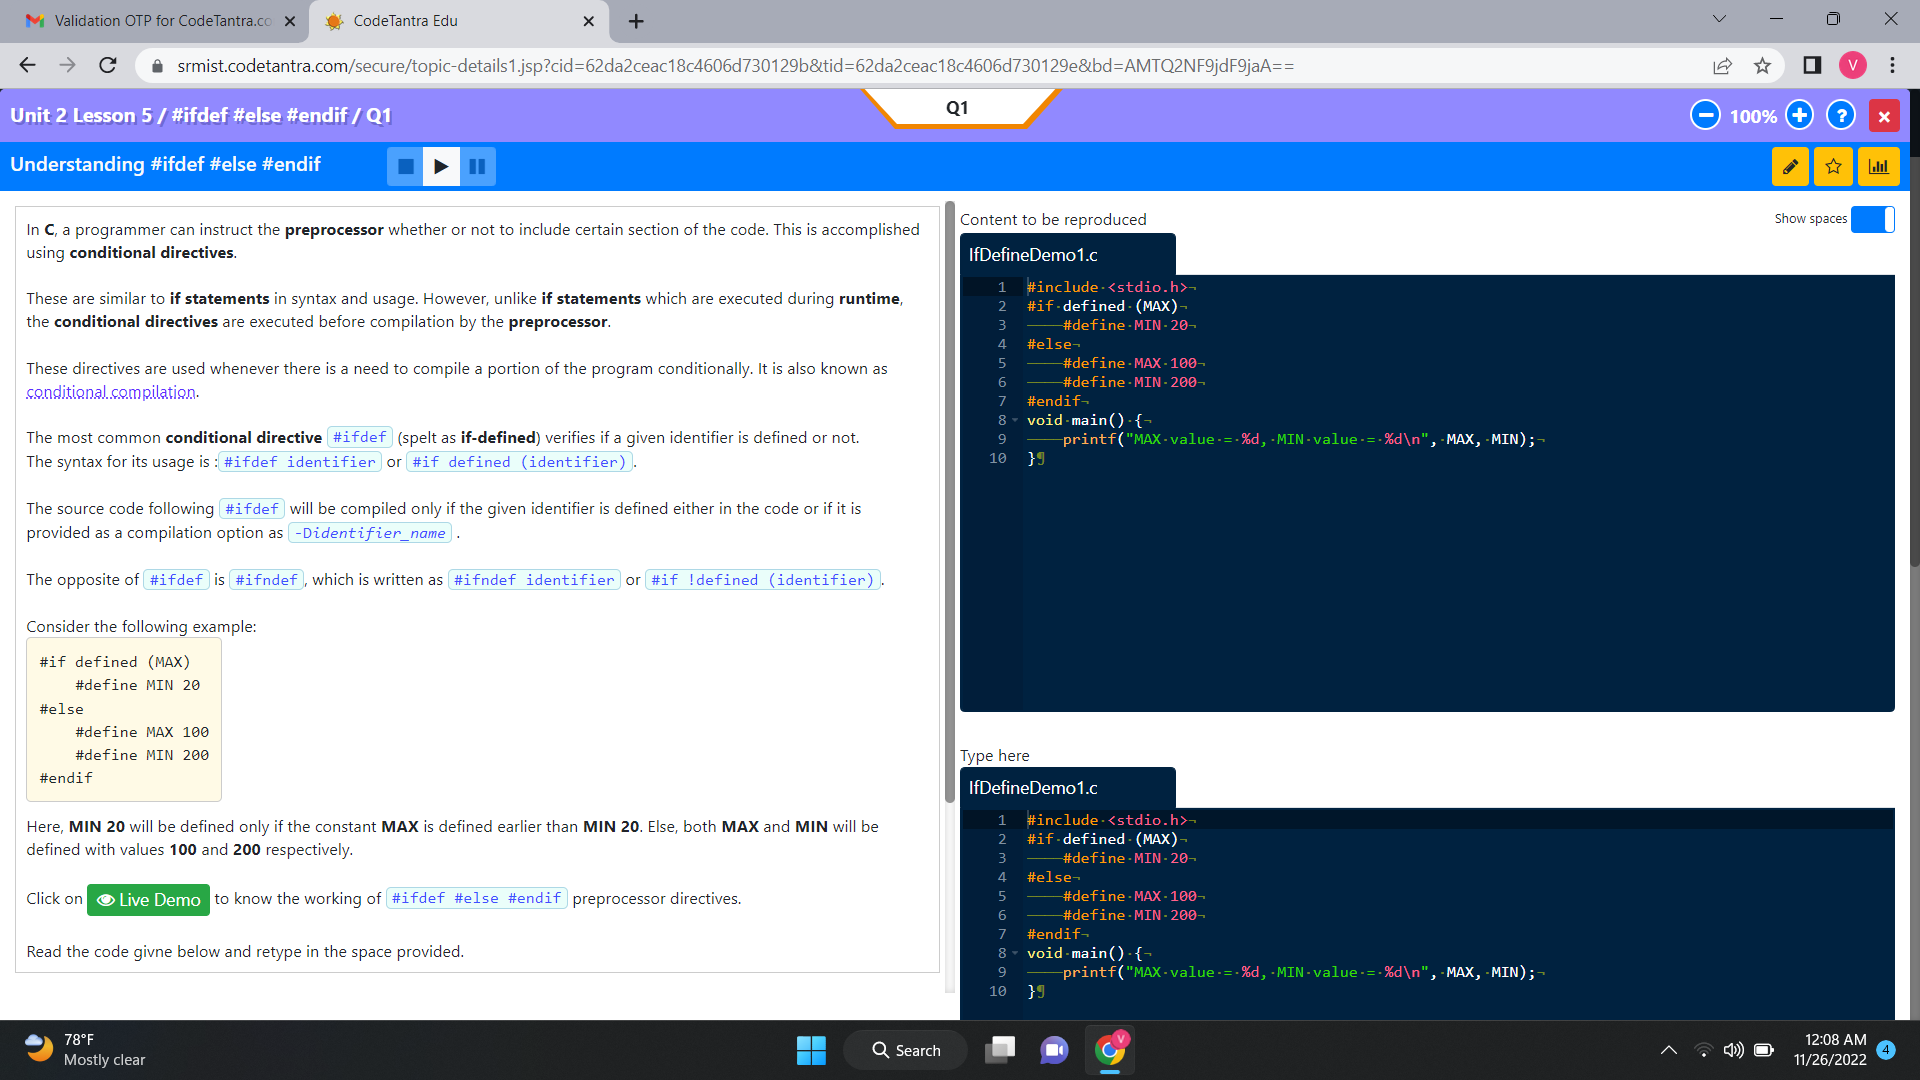 Validation OTP for CodeTantra.co
CodeTantra Edu
srmist.codetantra.com/secure/topic-details1.jsp?cid=62da2ceac18c4606d730129b&tid=62da2ceac18c4606d730129e&bd=AMTQ2NF9jdF9jaA==
V
Unit 2 Lesson 5 / #ifdef #else #endif / Q1
Q1
100%
?
Understanding #ifdef #else #endif
In C, a programmer can instruct the preprocessor whether or not to include certain section of the code. This is accomplished
using conditional directives.
These are similar to if statements in syntax and usage. However, unlike if statements which are executed during runtime,
the conditional directives are executed before compilation by the preprocessor.
These directives are used whenever there is a need to compile a portion of the program conditionally. It is also known as
conditional compilation.
The most common conditional directive #ifdef (spelt as if-defined) verifies if a given identifier is defined or not.
The syntax for its usage is : #ifdef identifier or #if defined (identifier).
The source code following #ifdef will be compiled only if the given identifier is defined either in the code or if it is
provided as a compilation option as -Didentifier_name .
The opposite of #ifdef is #ifndef, which is written as #ifndef identifier or #if !defined (identifier).
Consider the following example:
#if defined (MAX)
    #define MIN 20
#else
    #define MAX 100
    #define MIN 200
#endif
Here, MIN 20 will be defined only if the constant MAX is defined earlier than MIN 20. Else, both MAX and MIN will be
defined with values 100 and 200 respectively.
Click on Live Demo to know the working of #ifdef #else #endif preprocessor directives.
Read the code givne below and retype in the space provided.
Content to be reproduced
Show spaces
IfDefineDemo1.c
1 #include·<stdio.h>¬
2 #if·defined·(MAX)¬
3 ————#define·MIN·20¬
4 #else¬
5 ————#define·MAX·100¬
6 ————#define·MIN·200¬
7 #endif¬
8 void·main()·{¬
9 ————printf("MAX·value·=·%d,·MIN·value·=·%d\n",·MAX,·MIN);¬
10 }¶
Type here
IfDefineDemo1.c
1 #include·<stdio.h>¬
2 #if·defined·(MAX)¬
3 ————#define·MIN·20¬
4 #else¬
5 ————#define·MAX·100¬
6 ————#define·MIN·200¬
7 #endif¬
8 void·main()·{¬
9 ————printf("MAX·value·=·%d,·MIN·value·=·%d\n",·MAX,·MIN);¬
10 }¶
78°F
Mostly clear
Search
V
12:08 AM
11/26/2022
4